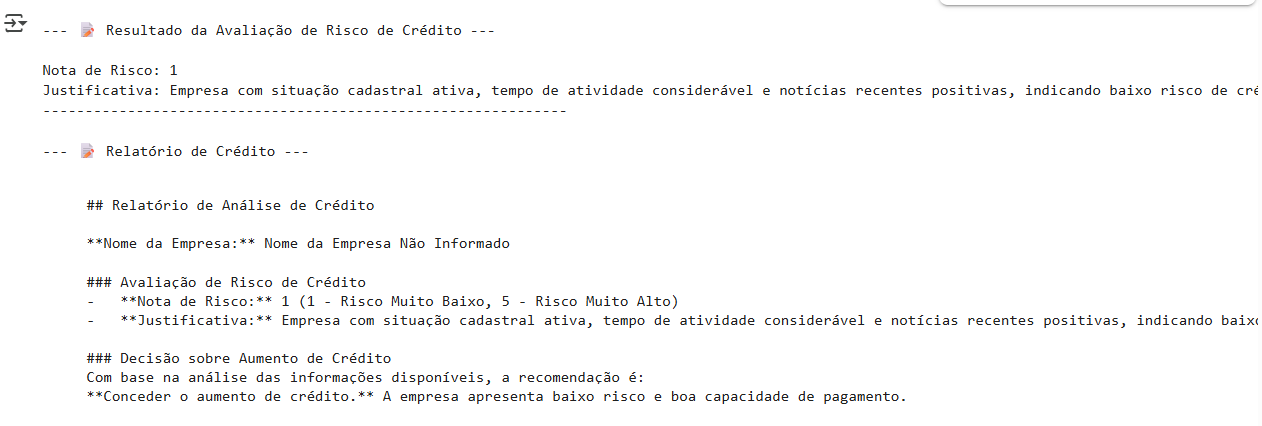 --- 📝 Resultado da Avaliação de Risco de Crédito ---
Nota de Risco: 1
Justificativa: Empresa com situação cadastral ativa, tempo de atividade considerável e notícias recentes positivas, indicando baixo risco de
--------------------------------------------------------------
--- 📝 Relatório de Crédito ---
## Relatório de Análise de Crédito
**Nome da Empresa:** Nome da Empresa Não Informado
### Avaliação de Risco de Crédito
-   **Nota de Risco:** 1 (1 - Risco Muito Baixo, 5 - Risco Muito Alto)
-   **Justificativa:** Empresa com situação cadastral ativa, tempo de atividade considerável e notícias recentes positivas, indicando
### Decisão sobre Aumento de Crédito
Com base na análise das informações disponíveis, a recomendação é:
**Conceder o aumento de crédito.** A empresa apresenta baixo risco e boa capacidade de pagamento.